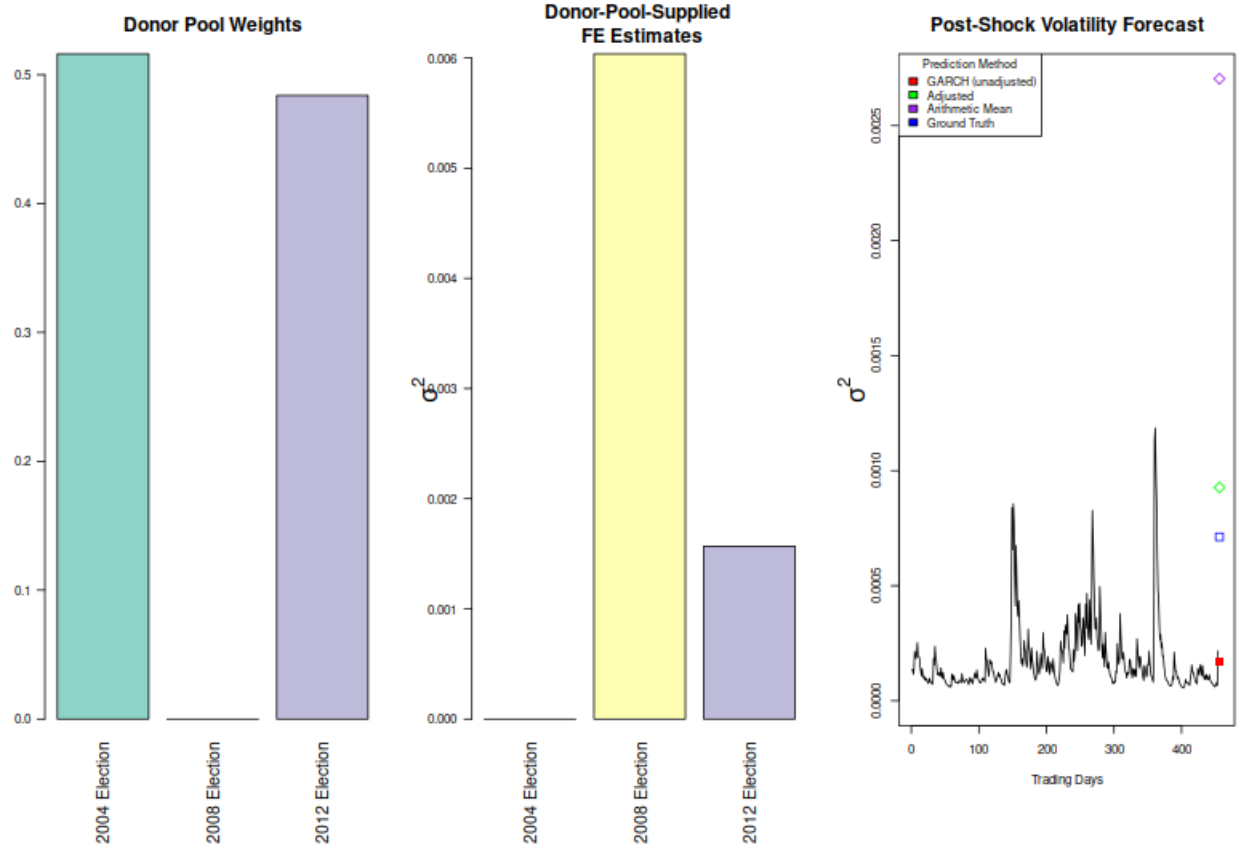 Donor Pool Weights
0.5
0.4
0.3
0.2
0.1
0.0
2004 Election
2008 Election
2012 Election
Donor-Pool-Supplied
FE Estimates
σ2
0.006
0.005
0.004
0.003
0.002
0.001
0.000
2004 Election
2008 Election
2012 Election
Post-Shock Volatility Forecast
Prediction Method
GARCH (unadjusted)
Adjusted
Arithmetic Mean
Ground Truth
σ2
0.0025
0.0020
0.0015
0.0010
0.0005
0.0000
0 100 200 300 400
Trading Days